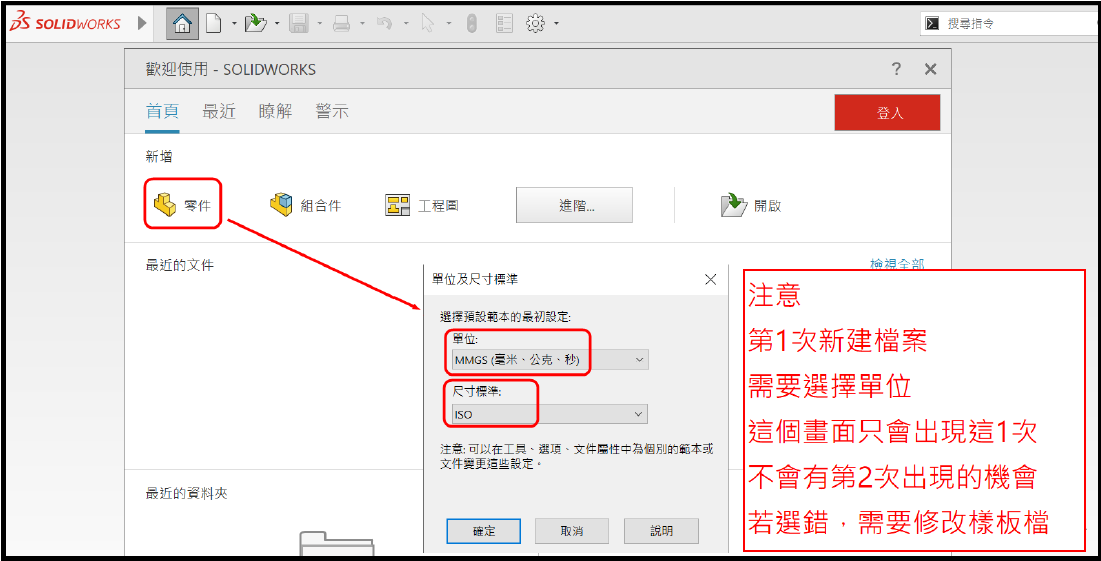 SOLIDWORKS
搜尋指令
歡迎使用 - SOLIDWORKS
? 
首頁 最近 瞭解 警示
登入
新增
零件 組合件 工程圖 進階... 開啟
最近的文件
檢視全部
單位及尺寸標準
選擇預設範本的最初設定:
單位:
MMGS (毫米、公克、秒)
尺寸標準:
ISO
注意: 可以在工具、選項、文件屬性中為個別的範本或
文件變更這些設定。
確定 取消 說明
注意
第1次新建檔案
需要選擇單位
這個畫面只會出現這1次
不會有第2次出現的機會
若選錯，需要修改樣板檔
最近的資料夾